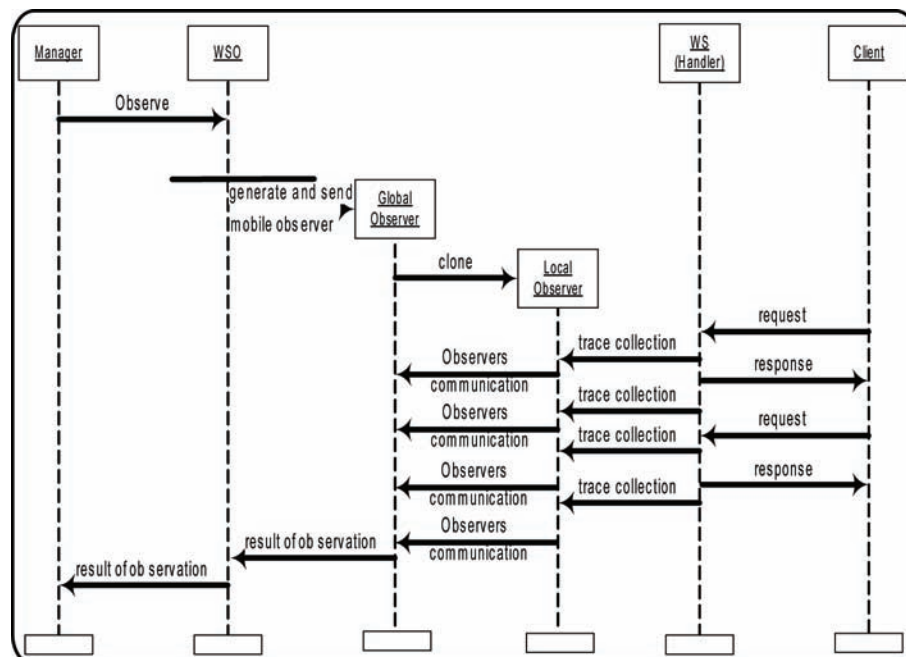 Manager
WSO
WS
(Handler)
Client
Observe
generate and send
mobile observer
Global
Observer
clone
Local
Observer
request
trace collection
Observers
communication
response
trace collection
Observers
communication
request
trace collection
Observers
communication
response
trace collection
Observers
communication
result of ob servation
result of ob servation